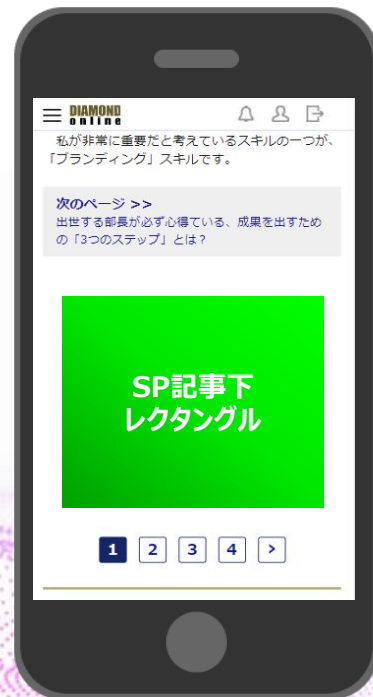 DIAMOND
online
私が非常に重要だと考えているスキルの一つが、
「ブランディング」スキルです。
次のページ >>
出世する部長が必ず心得ている、成果を出すため
の「3つのステップ」とは？
SP記事下
レクタングル
1 2 3 4 >